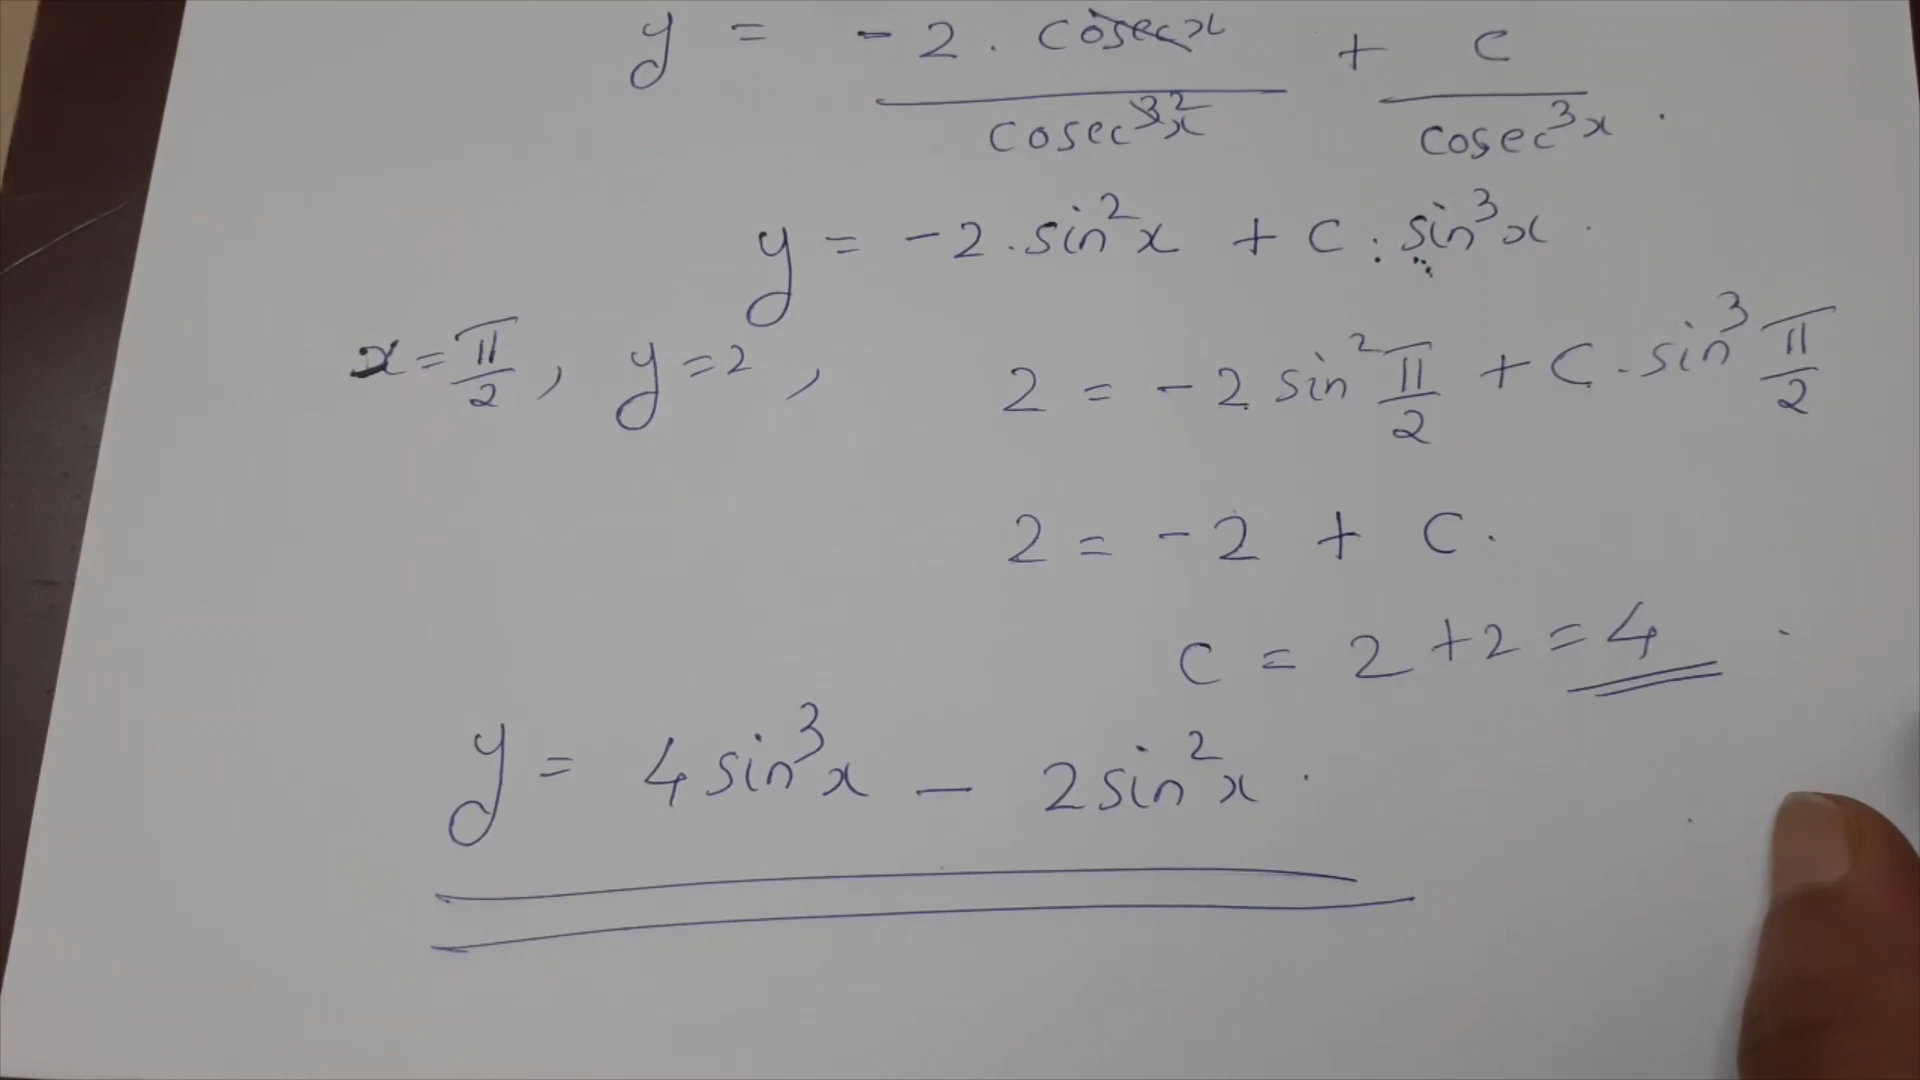 y = -2 . cosec x / cosec³²x + c / cosec³x .
y = -2 . sin²x + c . sin³x .
x = π/2 , y = 2 , 2 = -2 sin² π/2 + C . sin³ π/2
2 = -2 + C .
C = 2 + 2 = 4
y = 4 sin³x - 2 sin²x .